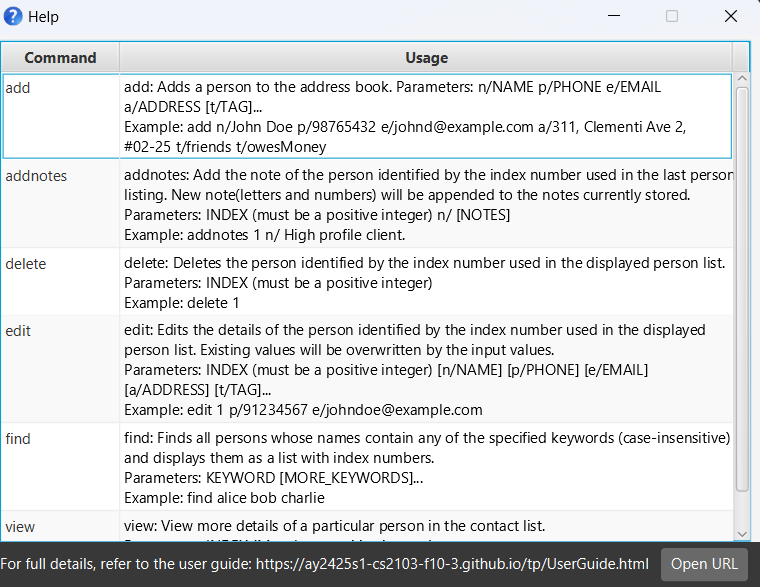 Help
Command Usage
add
add: Adds a person to the address book. Parameters: n/NAME p/PHONE e/EMAIL
a/ADDRESS [t/TAG]...
Example: add n/John Doe p/98765432 e/johnd@example.com a/311, Clementi Ave 2,
#02-25 t/friends t/owesMoney
addnotes
addnotes: Add the note of the person identified by the index number used in the last person
listing. New note(letters and numbers) will be appended to the notes currently stored.
Parameters: INDEX (must be a positive integer) n/ [NOTES]
Example: addnotes 1 n/ High profile client.
delete
delete: Deletes the person identified by the index number used in the displayed person list.
Parameters: INDEX (must be a positive integer)
Example: delete 1
edit
edit: Edits the details of the person identified by the index number used in the displayed
person list. Existing values will be overwritten by the input values.
Parameters: INDEX (must be a positive integer) [n/NAME] [p/PHONE] [e/EMAIL]
[a/ADDRESS] [t/TAG]...
Example: edit 1 p/91234567 e/johndoe@example.com
find
find: Finds all persons whose names contain any of the specified keywords (case-insensitive)
and displays them as a list with index numbers.
Parameters: KEYWORD [MORE_KEYWORDS]...
Example: find alice bob charlie
view
view: View more details of a particular person in the contact list.
For full details, refer to the user guide: https://ay2425s1-cs2103-f10-3.github.io/tp/UserGuide.html
Open URL